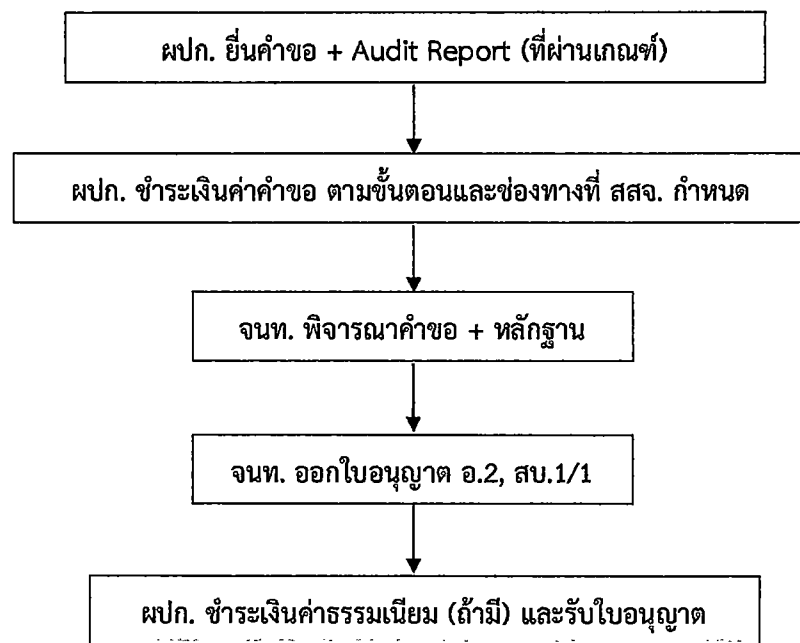 ผปก. ยื่นคำขอ + Audit Report (ที่ผ่านเกณฑ์)
ผปก. ชำระเงินค่าคำขอ ตามขั้นตอนและช่องทางที่ สสจ. กำหนด
จนท. พิจารณาคำขอ + หลักฐาน
จนท. ออกใบอนุญาต อ.2, สบ.1/1
ผปก. ชำระเงินค่าธรรมเนียม (ถ้ามี) และรับใบอนุญาต